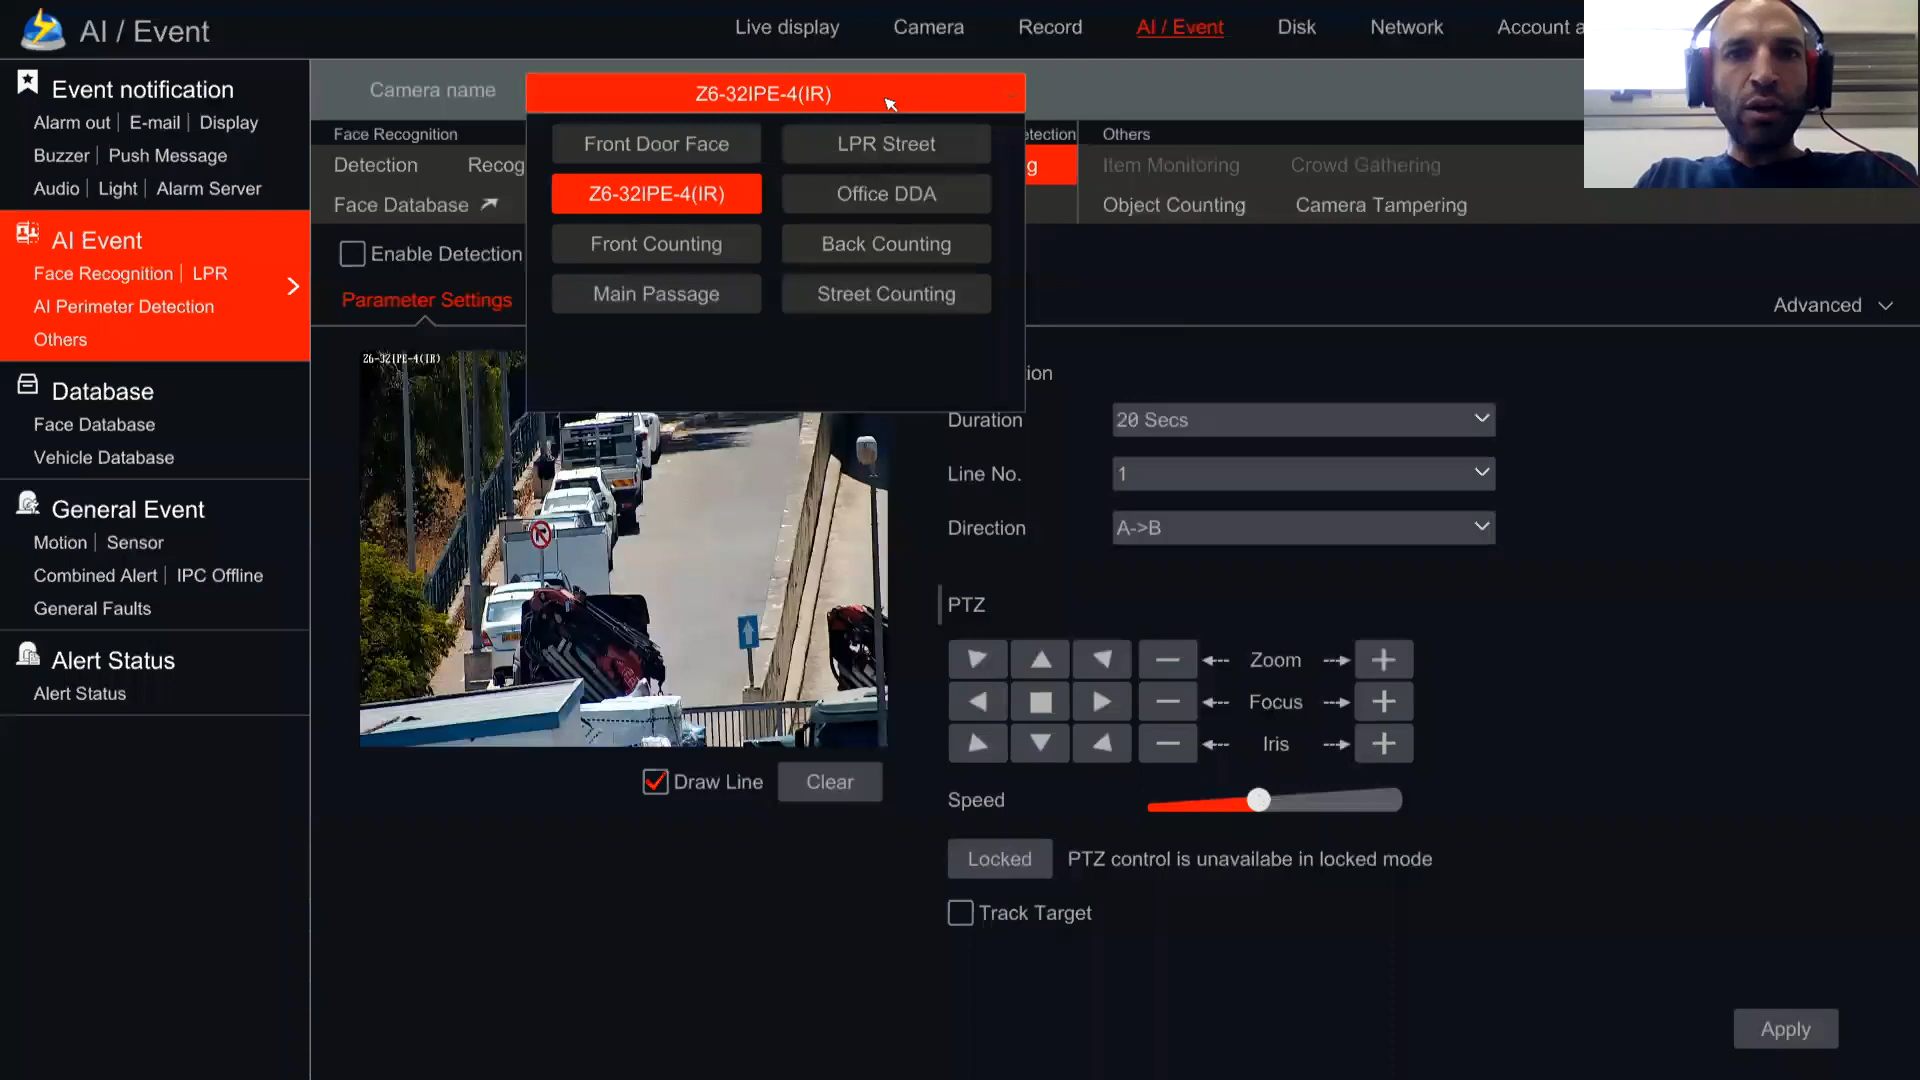 AI / Event
Live display Camera Record AI / Event Disk Network Account a
Event notification
Alarm out | E-mail | Display
Buzzer | Push Message
Audio | Light | Alarm Server
AI Event
Face Recognition | LPR
AI Perimeter Detection
Others
Database
Face Database
Vehicle Database
General Event
Motion | Sensor
Combined Alert | IPC Offline
General Faults
Alert Status
Alert Status
Camera name Z6-32IPE-4(IR)
Front Door Face LPR Street
Z6-32IPE-4(IR) Office DDA
Front Counting Back Counting
Main Passage Street Counting
Face Recognition
Detection Recog
Face Database
etection
g
Others
Item Monitoring Crowd Gathering
Object Counting Camera Tampering
Enable Detection
Parameter Settings
Advanced
Z6-32IPE-4(IR)
Draw Line Clear
ion
Duration 20 Secs
Line No. 1
Direction A->B
PTZ
Zoom
Focus
Iris
Speed
Locked PTZ control is unavailabe in locked mode
Track Target
Apply